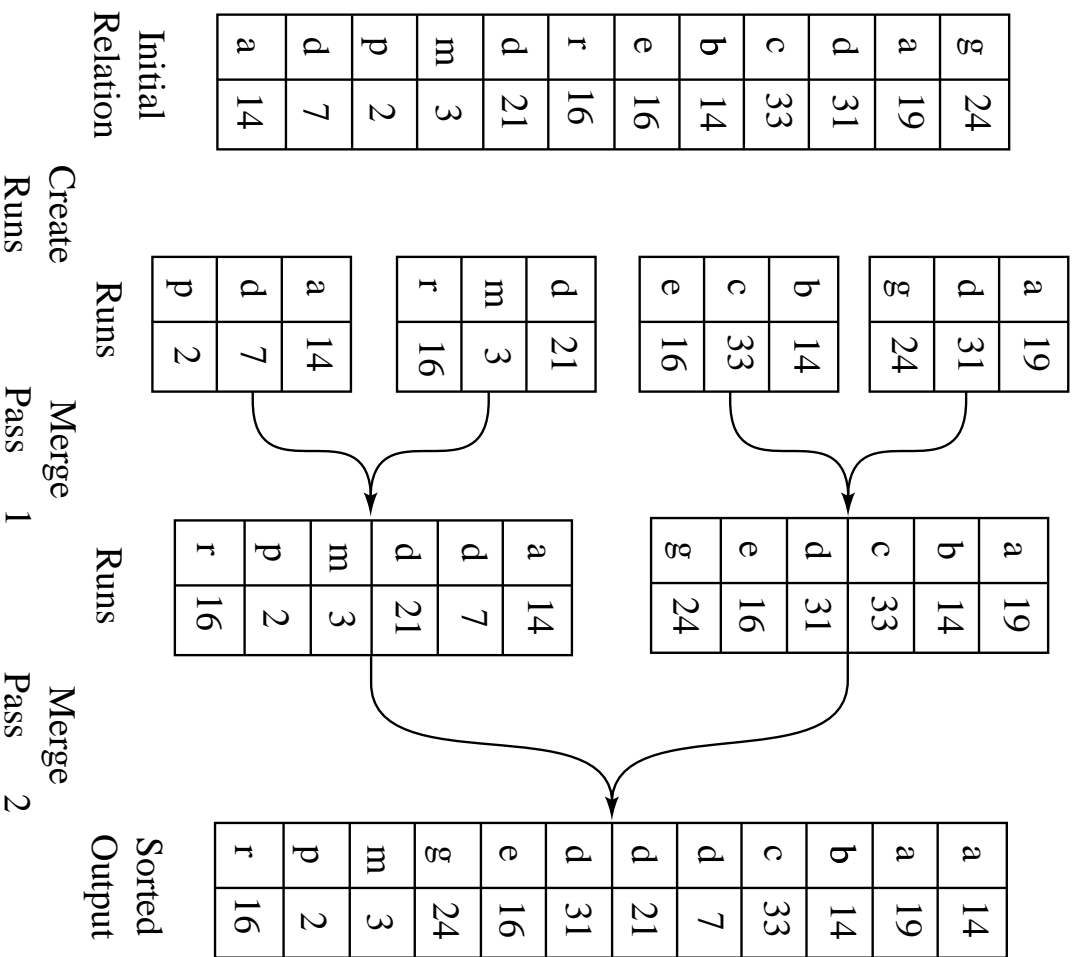 g 24
a 19
d 31
c 33
b 14
e 16
r 16
d 21
m 3
p 2
d 7
a 14
Initial
Relation
Create
Runs
a 19
d 31
g 24
b 14
c 33
e 16
d 21
m 3
r 16
a 14
d 7
p 2
Runs
Merge
Pass 1
a 19
b 14
c 33
d 31
e 16
g 24
a 14
d 7
d 21
m 3
p 2
r 16
Runs
Merge
Pass 2
a 14
a 19
b 14
c 33
d 7
d 21
d 31
e 16
g 24
m 3
p 2
r 16
Sorted
Output